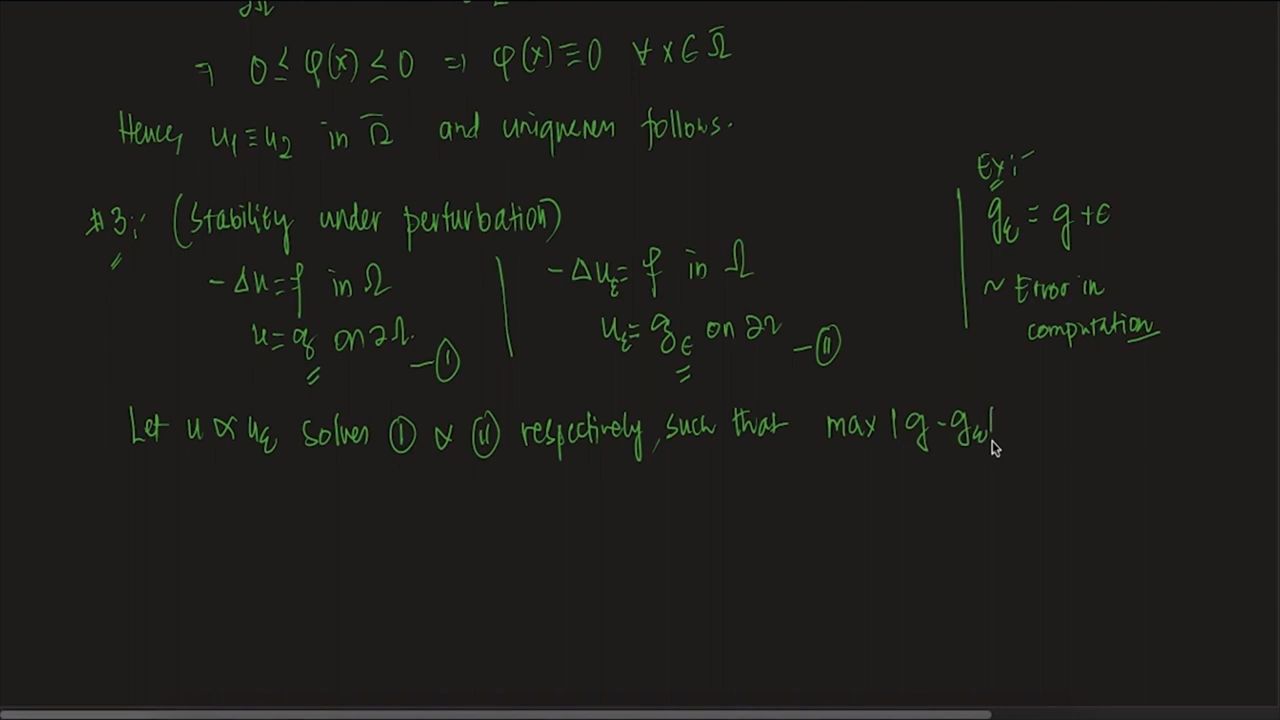 ∂Ω
⇒ 0 ≤ φ(x) ≤ 0 ⇒ φ(x) ≡ 0 ∀ x ∈ Ω̄
Hence, u₁ ≡ u₂ in Ω̄ and uniqueness follows.
#3:- (Stability under perturbation)
-Δu = f in Ω
u = g on ∂Ω. —Ⓘ
-Δu_ε = f in Ω
u_ε = g_ε on ∂Ω —(II)
Ex:-
g_ε = g + ε
~ Error in
computation
Let u & u_ε solves Ⓘ & (II) respectively, such that max |g - g_ε|